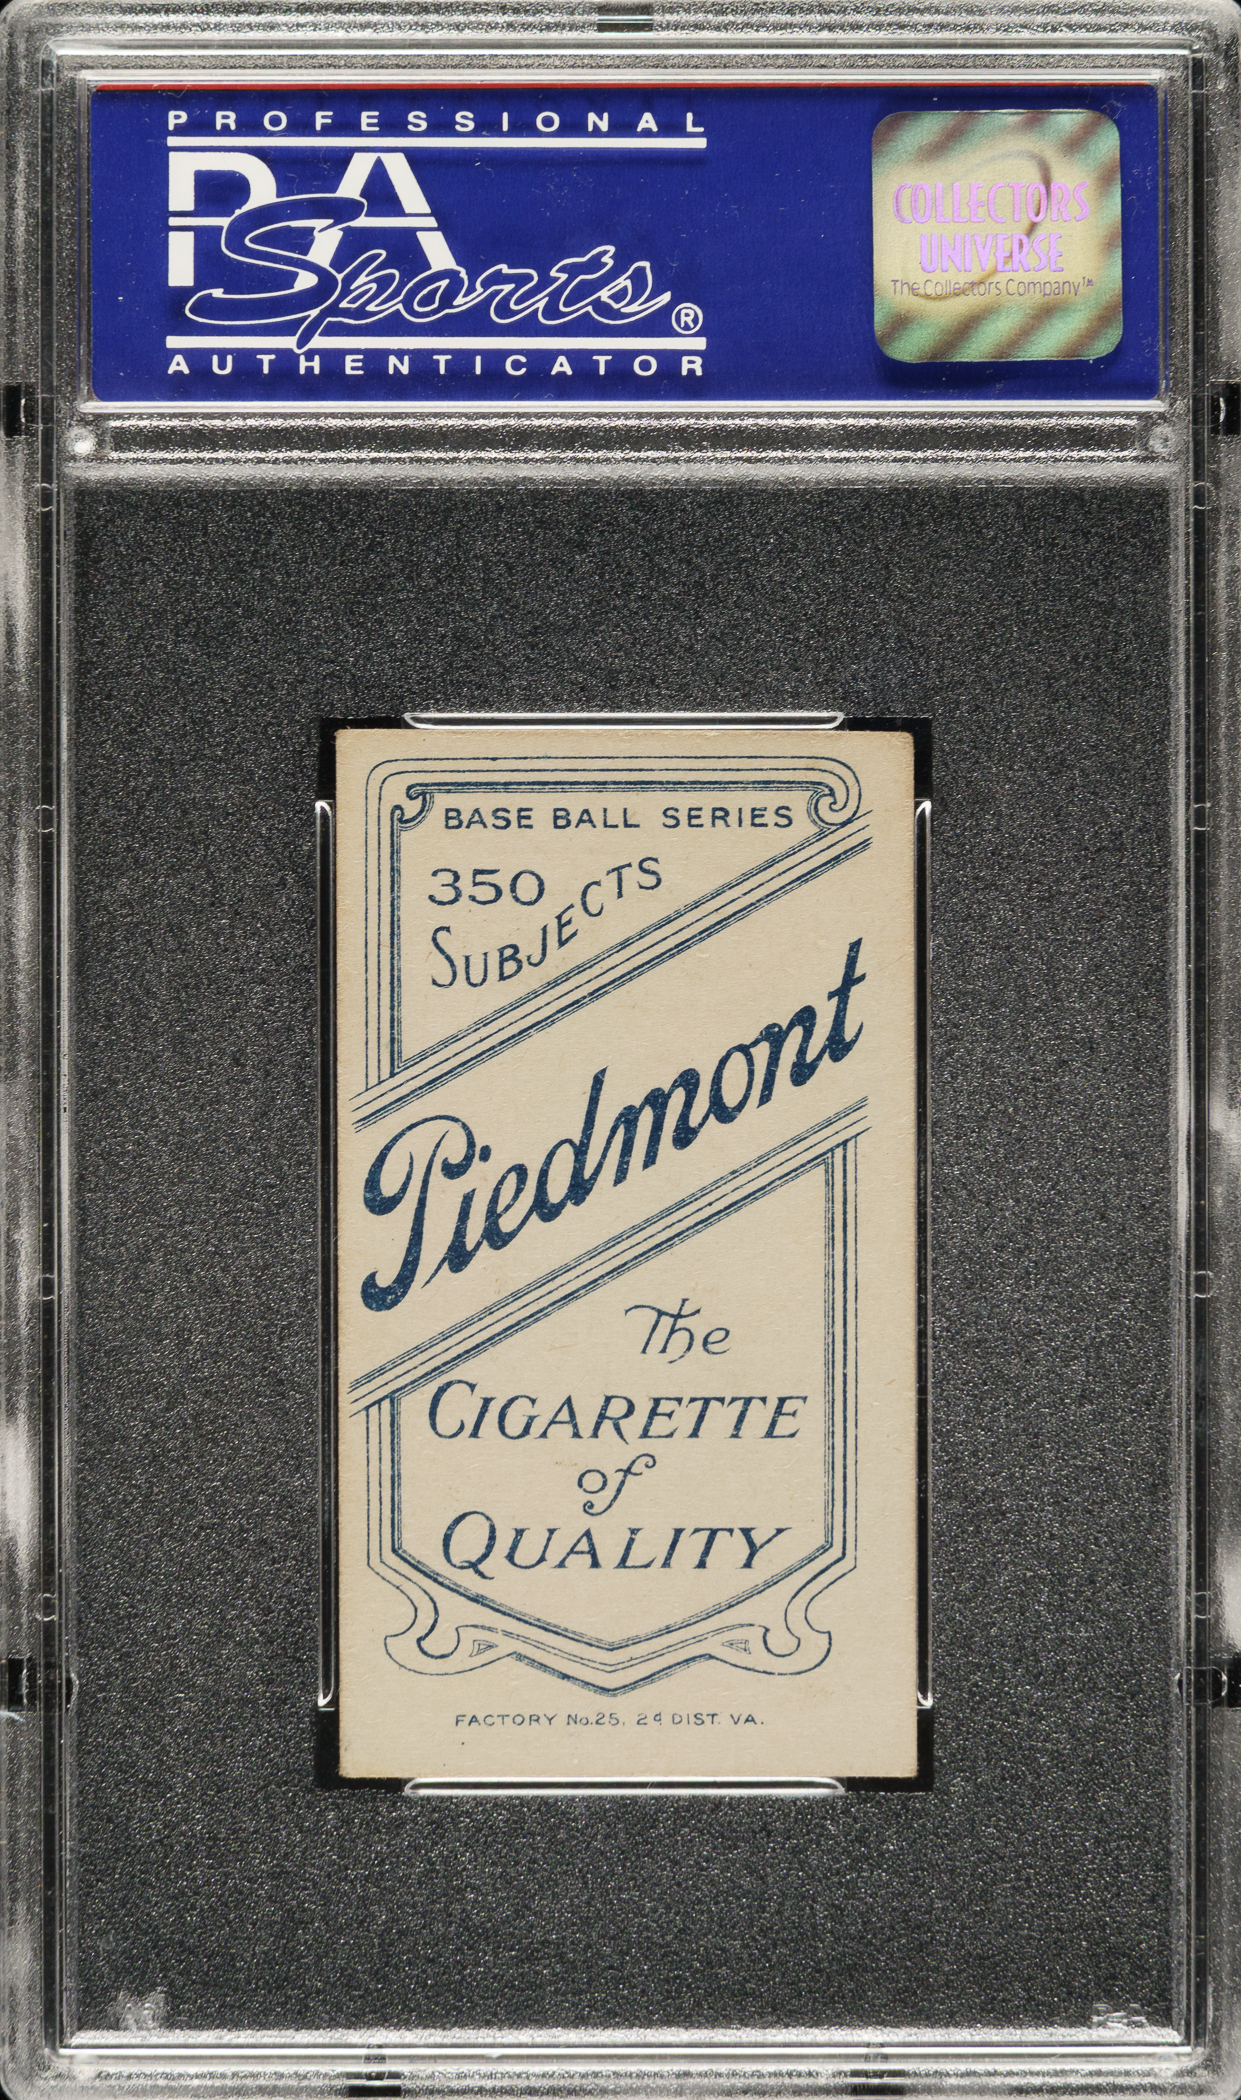 PROFESSIONAL
PSA
Sports®
AUTHENTICATOR
COLLECTORS
UNIVERSE
The Collectors Company™
BASE BALL SERIES
350
SUBJECTS
Piedmont
The
CIGARETTE
of
QUALITY
FACTORY No.25, 2d DIST. VA.